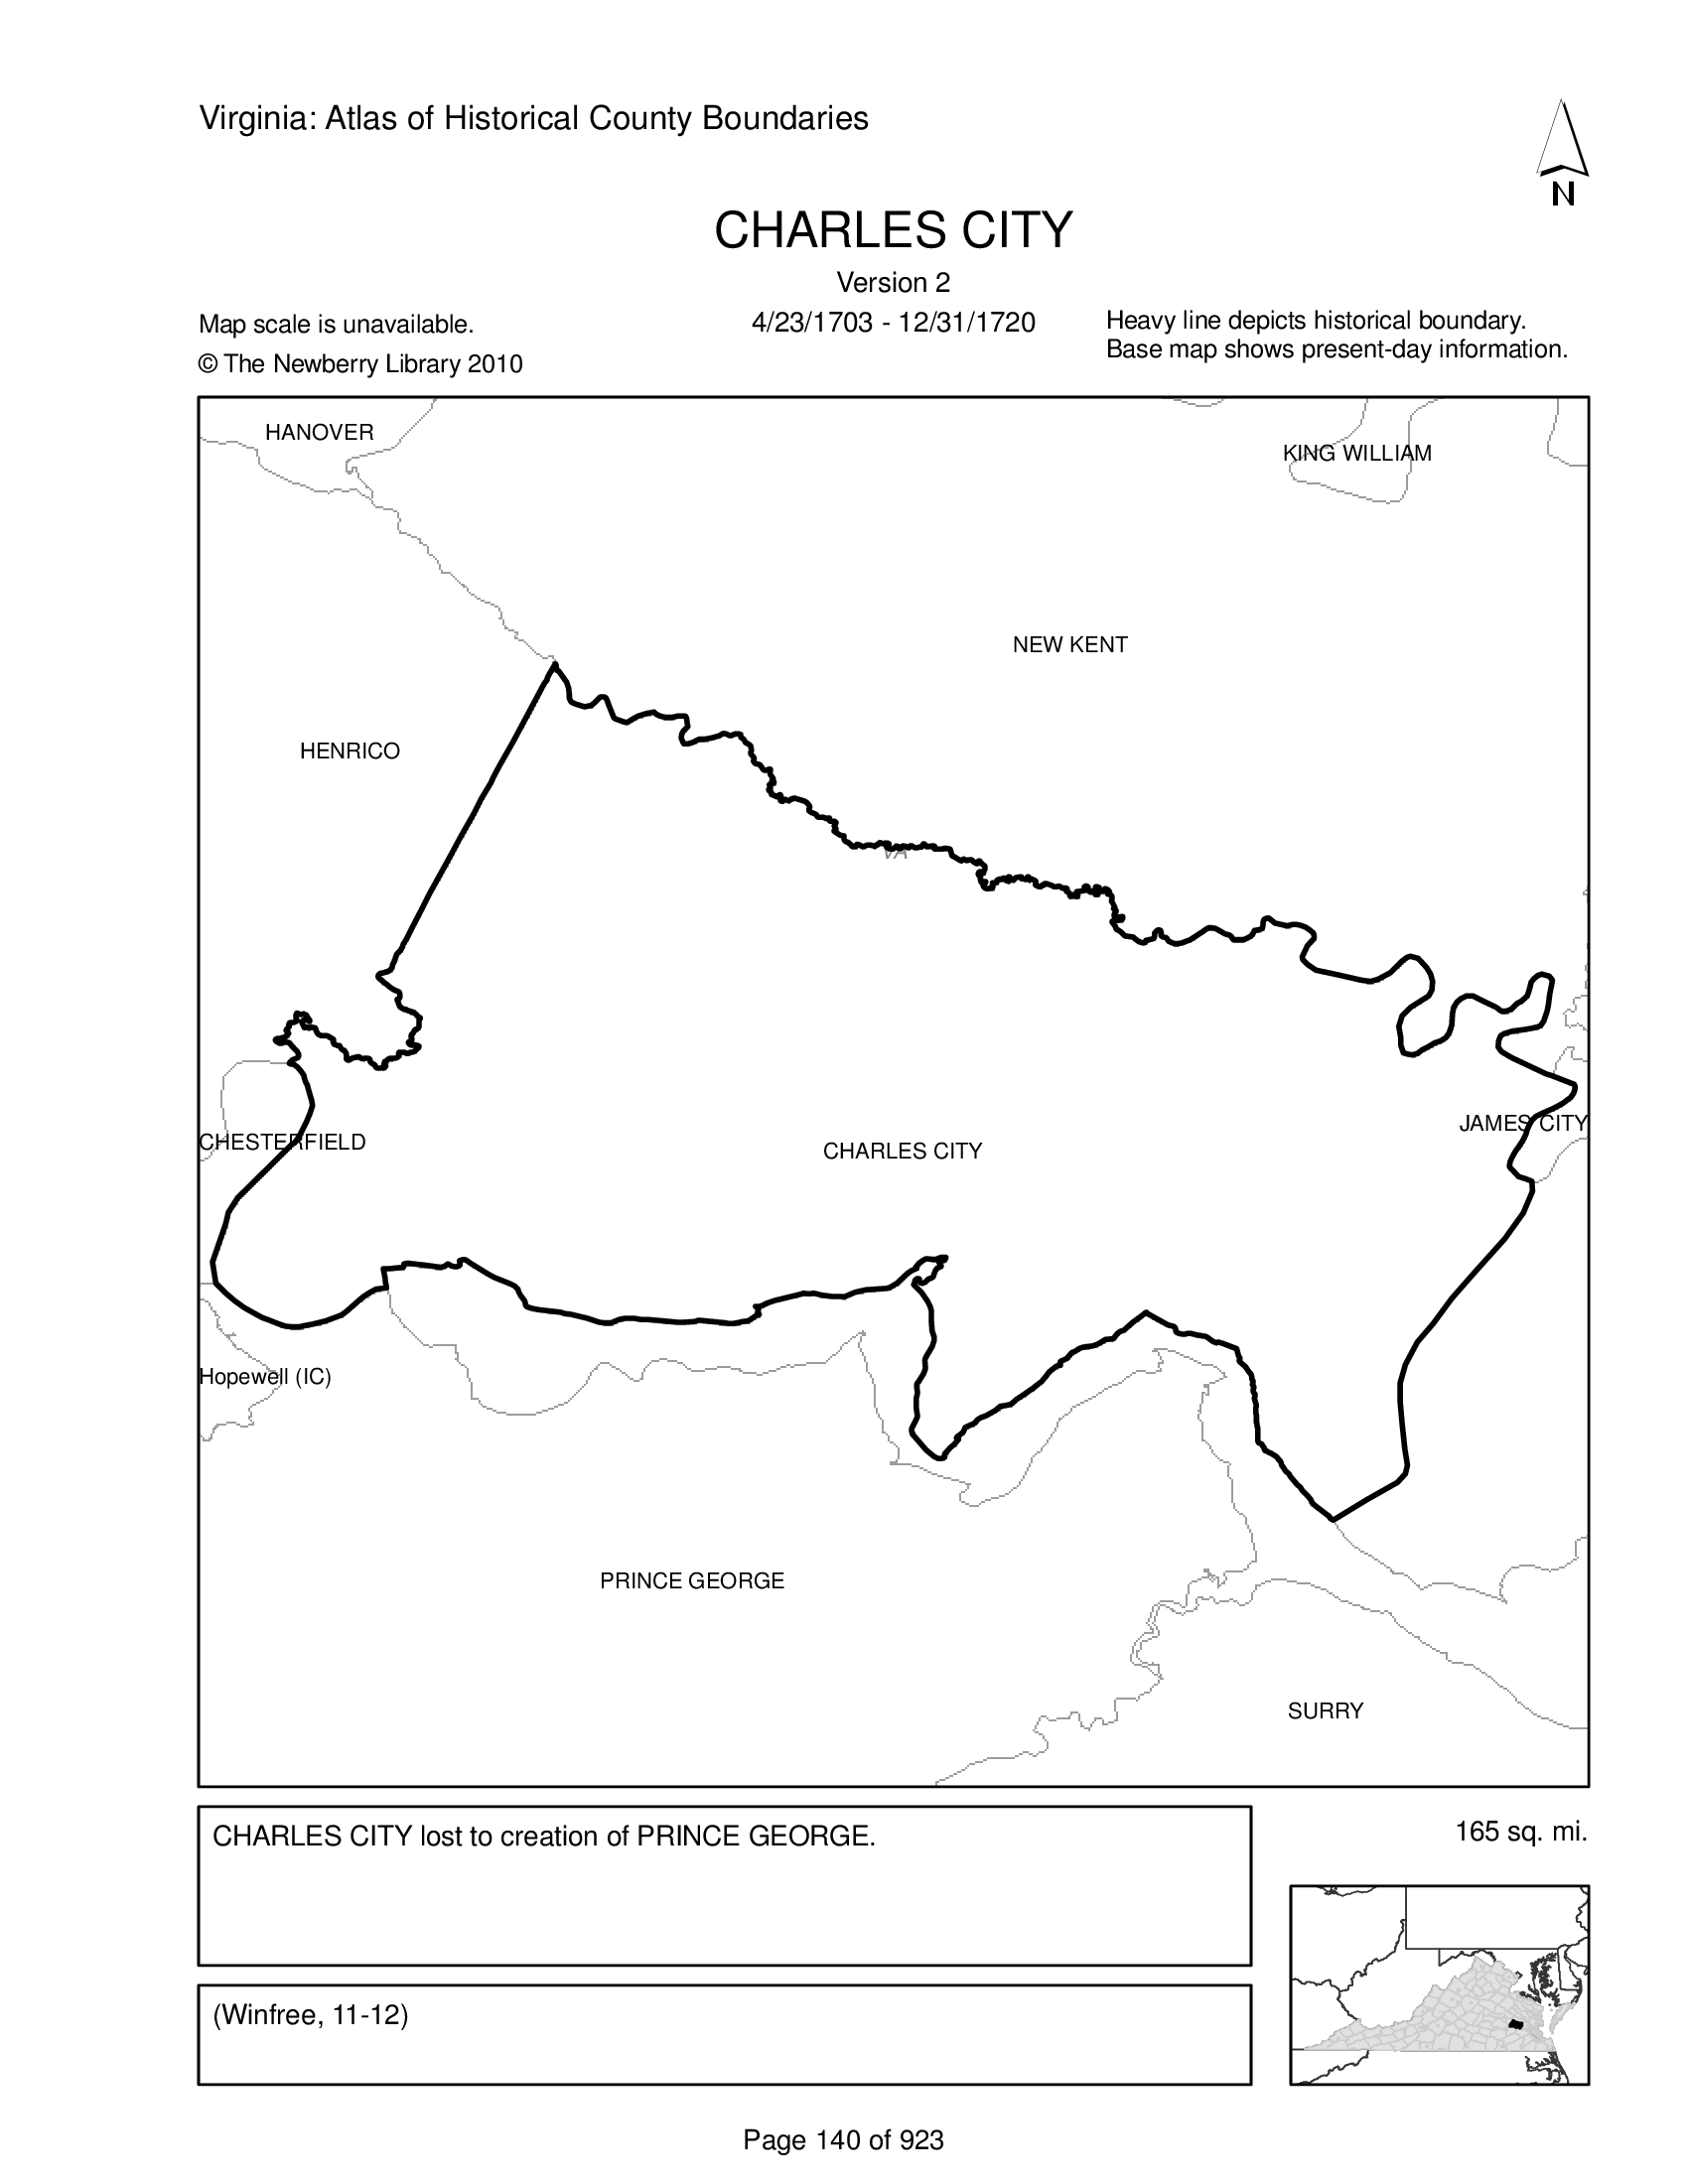 Virginia: Atlas of Historical County Boundaries
N
CHARLES CITY
Version 2
4/23/1703 - 12/31/1720
Map scale is unavailable.
© The Newberry Library 2010
Heavy line depicts historical boundary.
Base map shows present-day information.
HANOVER
KING WILLIAM
NEW KENT
HENRICO
VA
JAMES CITY
CHESTERFIELD
CHARLES CITY
Hopewell (IC)
PRINCE GEORGE
SURRY
CHARLES CITY lost to creation of PRINCE GEORGE.
165 sq. mi.
(Winfree, 11-12)
Page 140 of 923